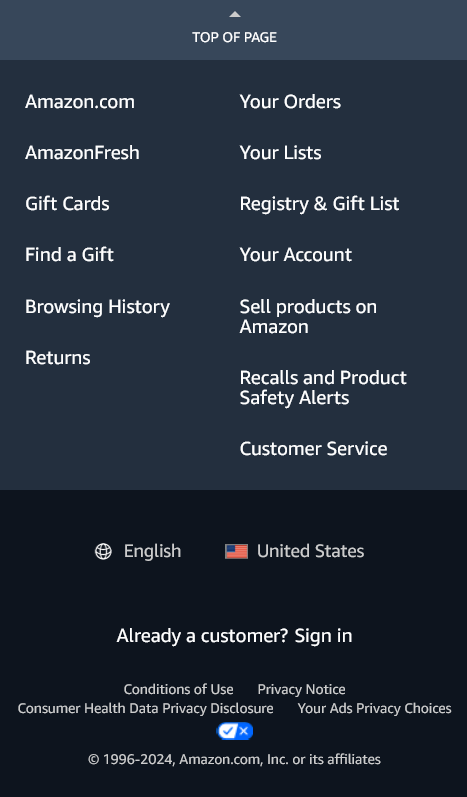 TOP OF PAGE
Amazon.com
AmazonFresh
Gift Cards
Find a Gift
Browsing History
Returns
Your Orders
Your Lists
Registry & Gift List
Your Account
Sell products on
Amazon
Recalls and Product
Safety Alerts
Customer Service
English
United States
Already a customer? Sign in
Conditions of Use
Privacy Notice
Consumer Health Data Privacy Disclosure
Your Ads Privacy Choices
© 1996-2024, Amazon.com, Inc. or its affiliates